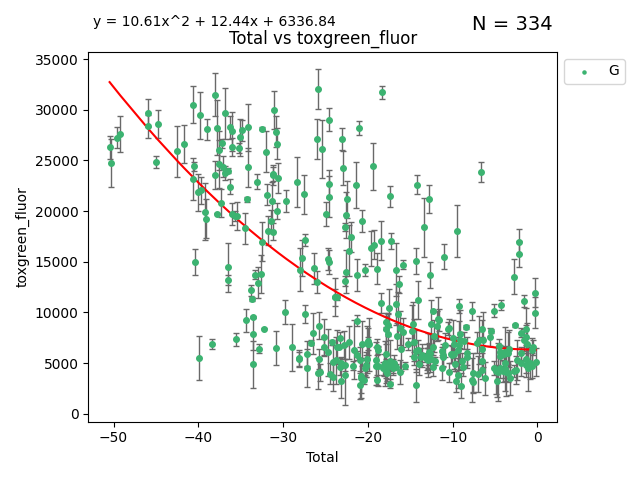 y = 10.61x^2 + 12.44x + 6336.84
N = 334
Total vs toxgreen_fluor
G
toxgreen_fluor
35000
30000
25000
20000
15000
10000
5000
0
−50
−40
−30
−20
−10
0
Total